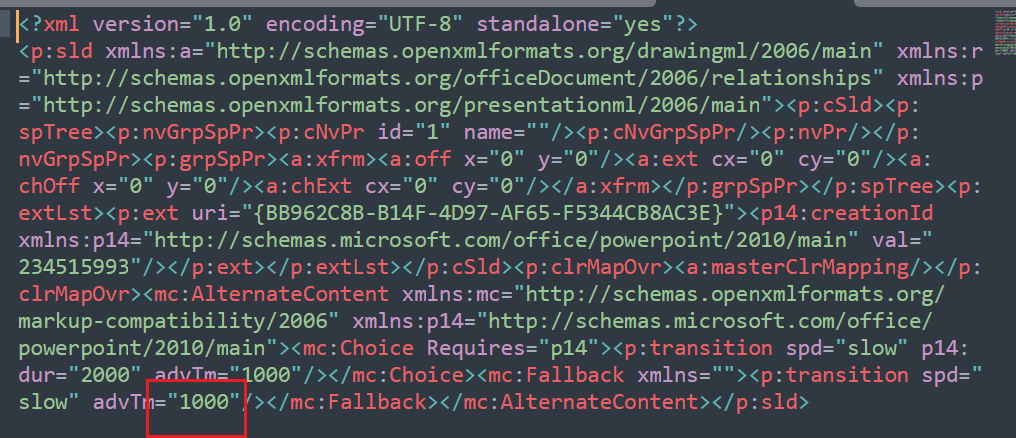 <?xml version="1.0" encoding="UTF-8" standalone="yes"?>
<p:sld xmlns:a="http://schemas.openxmlformats.org/drawingml/2006/main" xmlns:r
="http://schemas.openxmlformats.org/officeDocument/2006/relationships" xmlns:p
="http://schemas.openxmlformats.org/presentationml/2006/main"><p:cSld><p:
spTree><p:nvGrpSpPr><p:cNvPr id="1" name=""/><p:cNvGrpSpPr/><p:nvPr/></p:
nvGrpSpPr><p:grpSpPr><a:xfrm><a:off x="0" y="0"/><a:ext cx="0" cy="0"/><a:
chOff x="0" y="0"/><a:chExt cx="0" cy="0"/></a:xfrm></p:grpSpPr></p:spTree><p:
extLst><p:ext uri="{BB962C8B-B14F-4D97-AF65-F5344CB8AC3E}"><p14:creationId
xmlns:p14="http://schemas.microsoft.com/office/powerpoint/2010/main" val="
234515993"/></p:ext></p:extLst></p:cSld><p:clrMapOvr><a:masterClrMapping/></p:
clrMapOvr><mc:AlternateContent xmlns:mc="http://schemas.openxmlformats.org/
markup-compatibility/2006" xmlns:p14="http://schemas.microsoft.com/office/
powerpoint/2010/main"><mc:Choice Requires="p14"><p:transition spd="slow" p14:
dur="2000" advTm="1000"/></mc:Choice><mc:Fallback xmlns=""><p:transition spd="
slow" advTm="1000"/></mc:Fallback></mc:AlternateContent></p:sld>